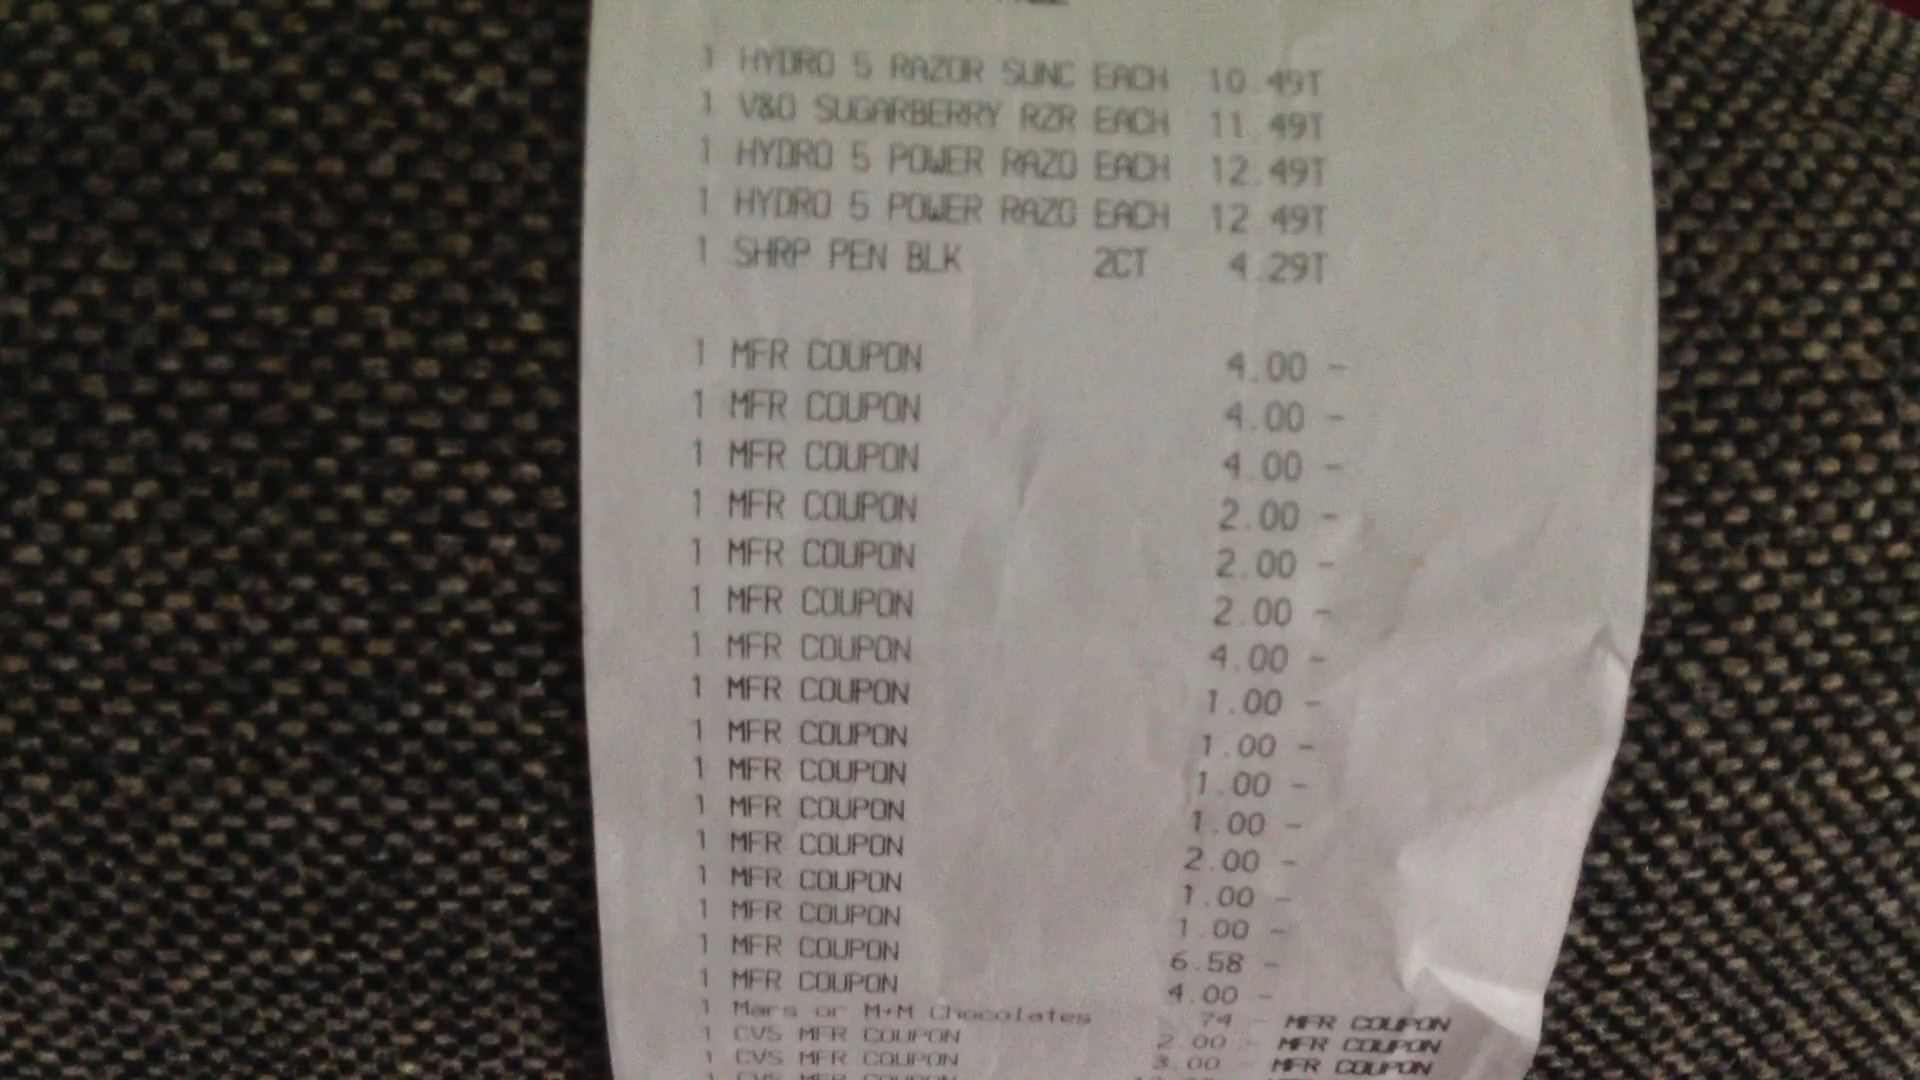 1 HYDRO 5 RAZOR SUNC EACH 10.49T
1 V&O SUGARBERRY RZR EACH 11.49T
1 HYDRO 5 POWER RAZO EACH 12.49T
1 HYDRO 5 POWER RAZO EACH 12.49T
1 SHRP PEN BLK 2CT 4.29T
1 MFR COUPON 4.00 -
1 MFR COUPON 4.00 -
1 MFR COUPON 4.00 -
1 MFR COUPON 2.00 -
1 MFR COUPON 2.00 -
1 MFR COUPON 2.00 -
1 MFR COUPON 4.00 -
1 MFR COUPON 1.00 -
1 MFR COUPON 1.00 -
1 MFR COUPON 1.00 -
1 MFR COUPON 1.00 -
1 MFR COUPON 2.00 -
1 MFR COUPON 1.00 -
1 MFR COUPON 1.00 -
1 MFR COUPON 6.58 -
1 MFR COUPON 4.00 -
1 Mars or M+M Chocolates .74 - MFR COUPON
1 CVS MFR COUPON 2.00 - MFR COUPON
1 CVS MFR COUPON 3.00 - MFR COUPON
1 CVS MFR COUPON